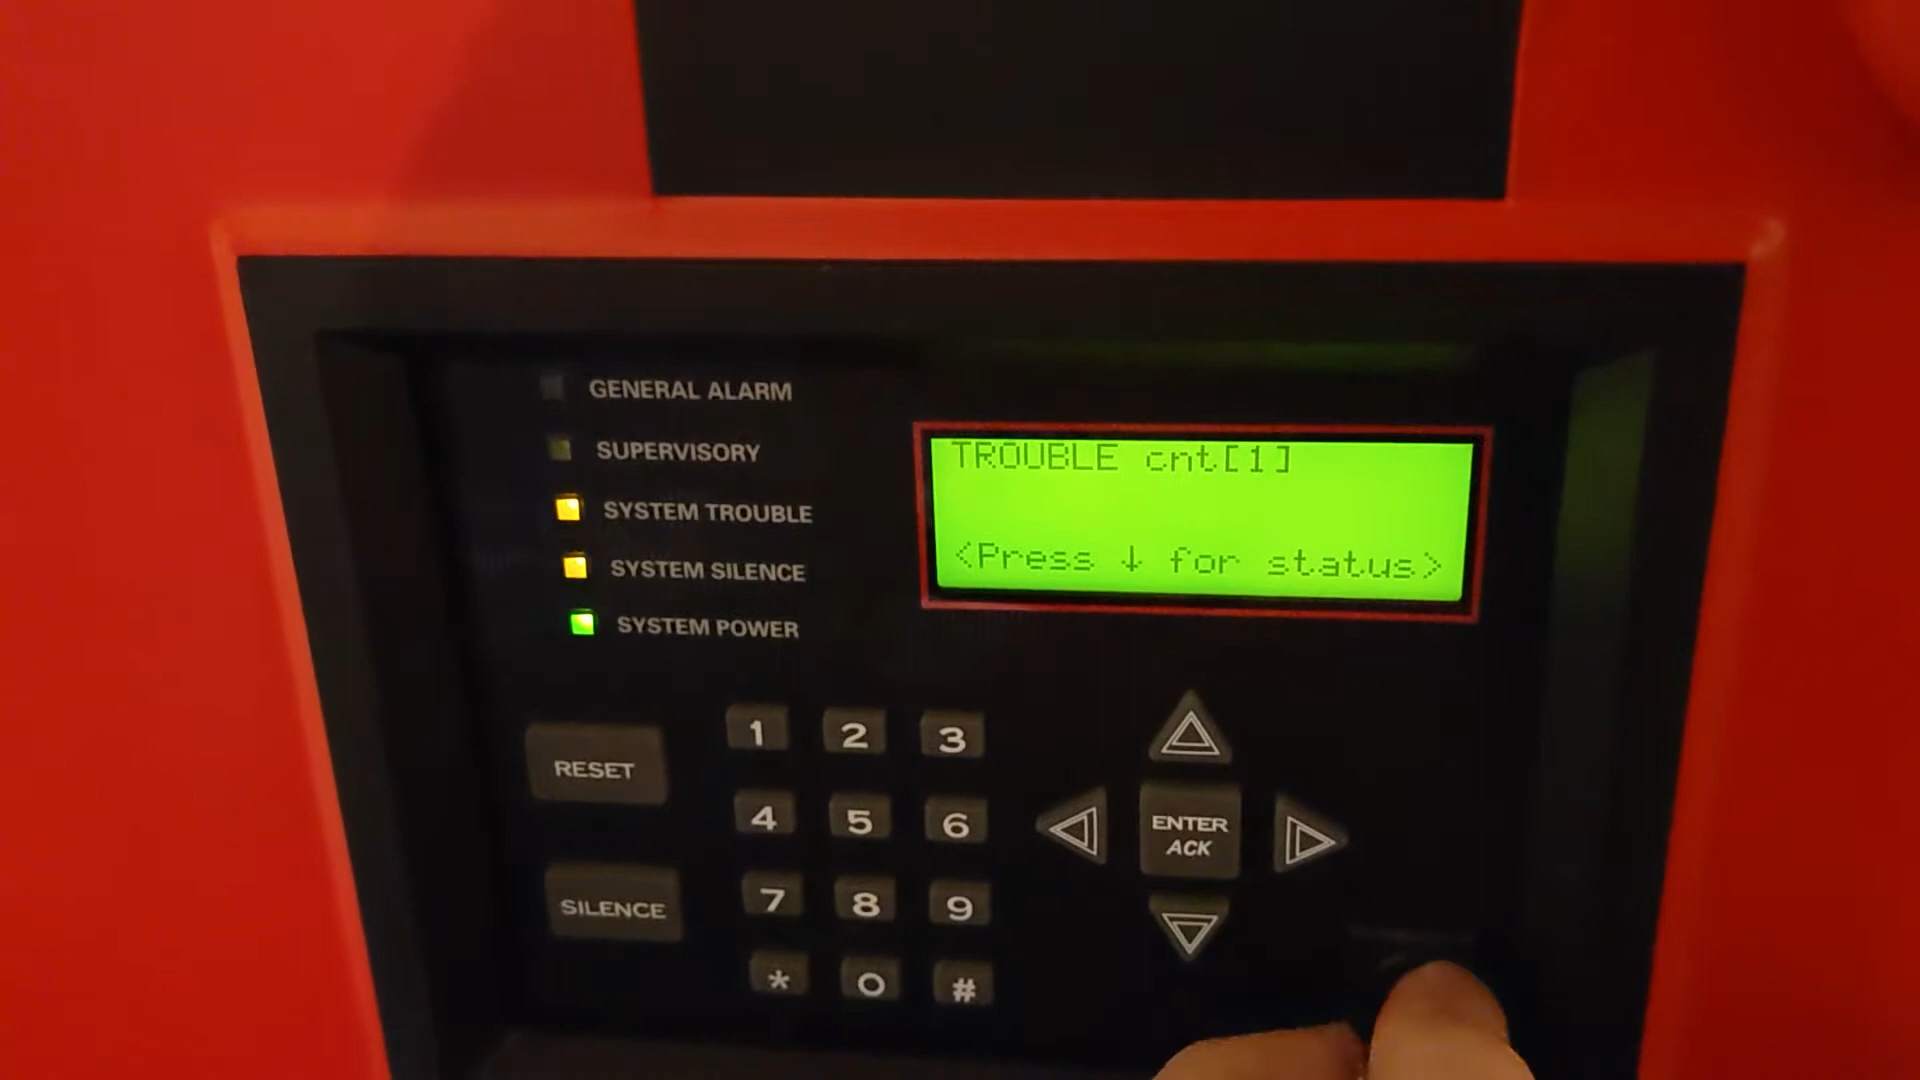 GENERAL ALARM
SUPERVISORY
SYSTEM TROUBLE
SYSTEM SILENCE
SYSTEM POWER
TROUBLE cnt[1]
<Press ↓ for status>
RESET
SILENCE
1 2 3
4 5 6
7 8 9
* 0 #
ENTER
ACK